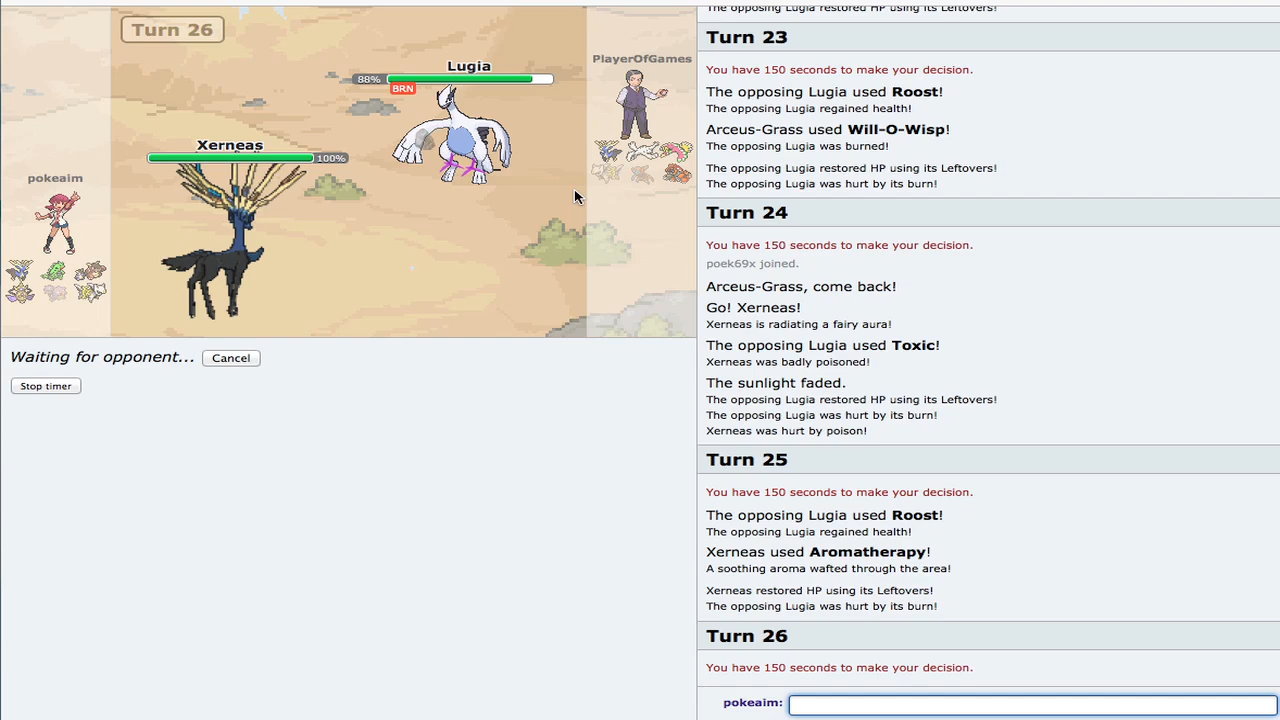 Turn 26
PlayerOfGames
Lugia
88%
BRN
Xerneas
100%
pokeaim
Waiting for opponent... Cancel
Stop timer
The opposing Lugia restored HP using its Leftovers!
Turn 23
You have 150 seconds to make your decision.
The opposing Lugia used Roost!
The opposing Lugia regained health!
Arceus-Grass used Will-O-Wisp!
The opposing Lugia was burned!
The opposing Lugia restored HP using its Leftovers!
The opposing Lugia was hurt by its burn!
Turn 24
You have 150 seconds to make your decision.
poek69x joined.
Arceus-Grass, come back!
Go! Xerneas!
Xerneas is radiating a fairy aura!
The opposing Lugia used Toxic!
Xerneas was badly poisoned!
The sunlight faded.
The opposing Lugia restored HP using its Leftovers!
The opposing Lugia was hurt by its burn!
Xerneas was hurt by poison!
Turn 25
You have 150 seconds to make your decision.
The opposing Lugia used Roost!
The opposing Lugia regained health!
Xerneas used Aromatherapy!
A soothing aroma wafted through the area!
Xerneas restored HP using its Leftovers!
The opposing Lugia was hurt by its burn!
Turn 26
You have 150 seconds to make your decision.
pokeaim: